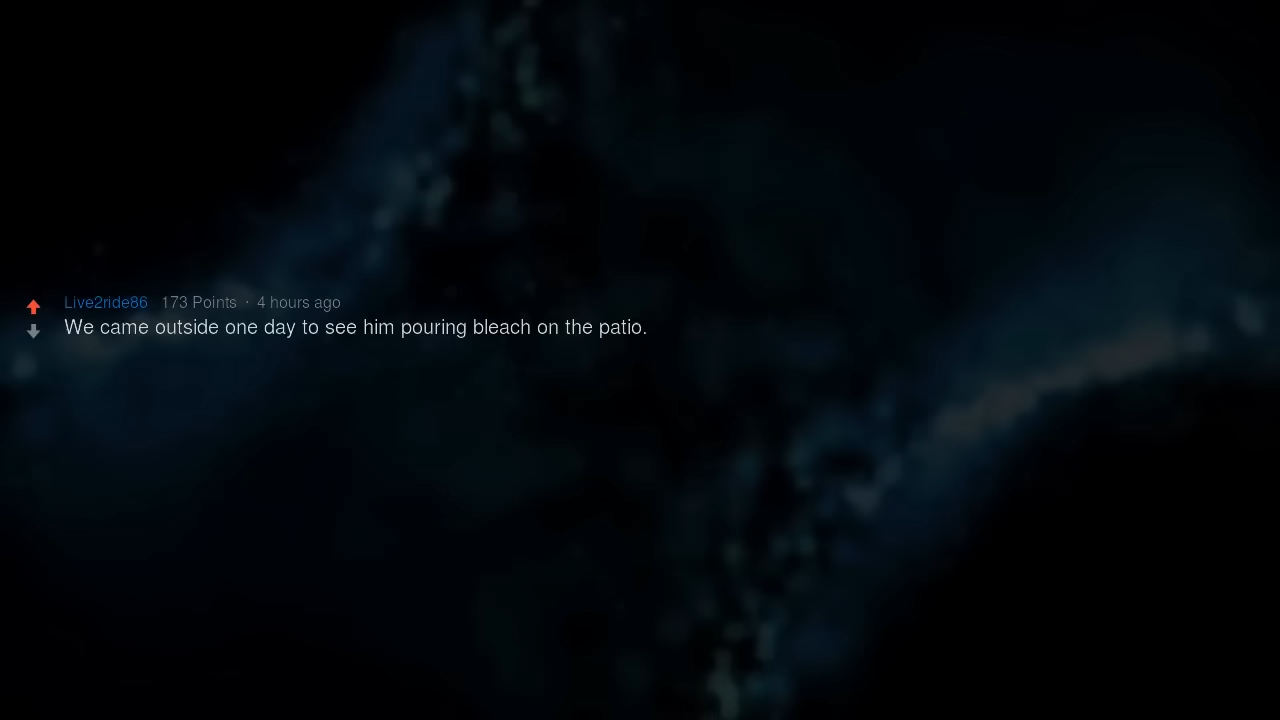 Live2ride86 173 Points · 4 hours ago
We came outside one day to see him pouring bleach on the patio.